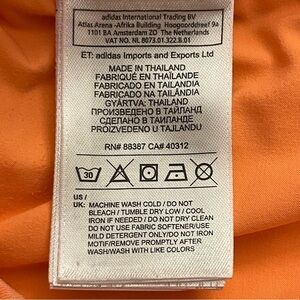 adidas International Trading BV
Atlas Arena -Afrika Building Hoogoorddreef 9a
1101 BA Amsterdam ZO The Netherlands
VAT NO. NL 8073.01.322.B.01
ET: adidas Imports and Exports Ltd
MADE IN THAILAND
FABRIQUÉ EN THAÏLANDE
FABRICADO EN TAILANDIA
FABRICADO NA TAILÂNDIA
GYÁRTVA: THAIFÖLD
ПРОИЗВЕДЕНО В ТАЙЛАНД
СДЕЛАНО В ТАИЛАНДЕ
PROIZVEDENO U TAJLANDU
RN# 88387 CA# 40312
30
US /
UK: MACHINE WASH COLD / DO NOT
BLEACH / TUMBLE DRY LOW / COOL
IRON IF NEEDED / DO NOT DRY CLEAN
DO NOT USE FABRIC SOFTENER/USE
MILD DETERGENT ONLY/DO NOT IRON
MOTIF/REMOVE PROMPTLY AFTER
WASH/WASH WITH LIKE COLORS